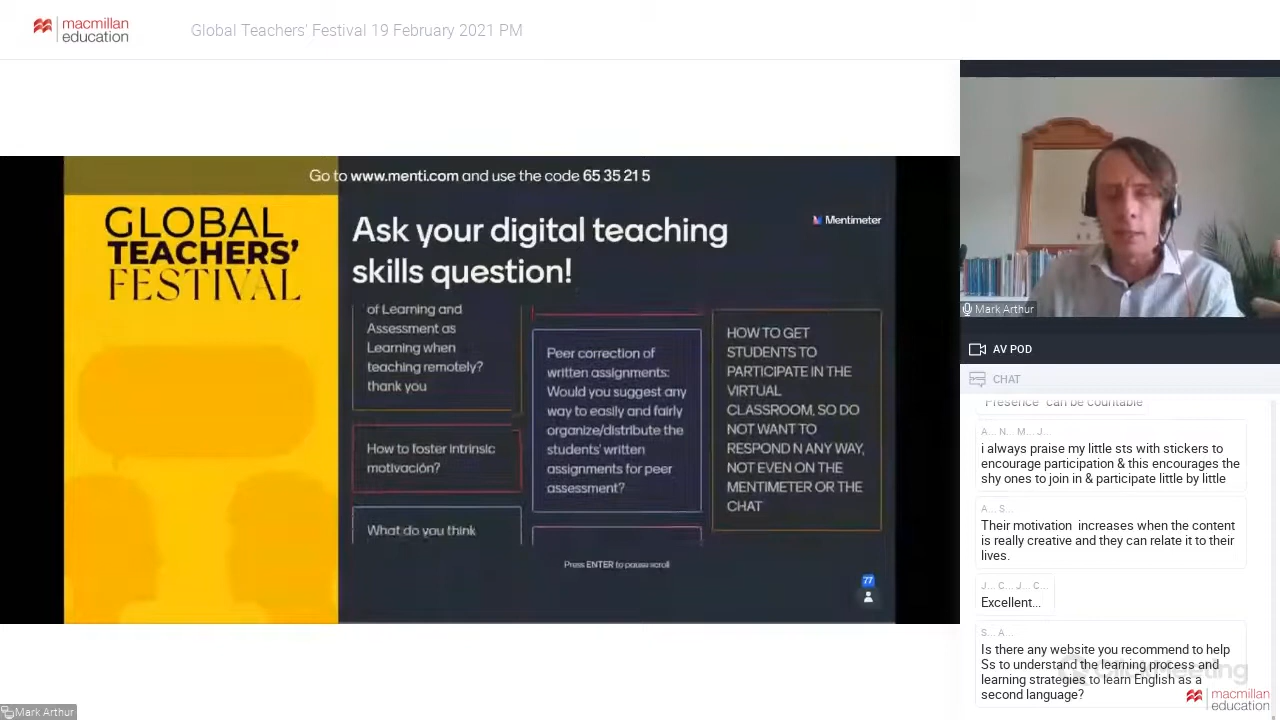 macmillan
education
Global Teachers' Festival 19 February 2021 PM
Go to www.menti.com and use the code 65 35 21 5
GLOBAL
TEACHERS'
FESTIVAL
Ask your digital teaching
skills question!
Mentimeter
of Learning and
Assessment as
Learning when
teaching remotely?
thank you
How to foster intrinsic
motivación?
What do you think
Peer correction of
written assignments:
Would you suggest any
way to easily and fairly
organize/distribute the
students' written
assignments for peer
assessment?
HOW TO GET
STUDENTS TO
PARTICIPATE IN THE
VIRTUAL
CLASSROOM, SO DO
NOT WANT TO
RESPOND N ANY WAY,
NOT EVEN ON THE
MENTIMETER OR THE
CHAT
Press ENTER to pause scroll
77
Mark Arthur
Mark Arthur
AV POD
CHAT
"Presence" can be countable
A... N... M... J...
i always praise my little sts with stickers to
encourage participation & this encourages the
shy ones to join in & participate little by little
A... S...
Their motivation increases when the content
is really creative and they can relate it to their
lives.
J... C... J... C...
Excellent...
S... A...
Is there any website you recommend to help
Ss to understand the learning process and
learning strategies to learn English as a
second language?
macmillan
education